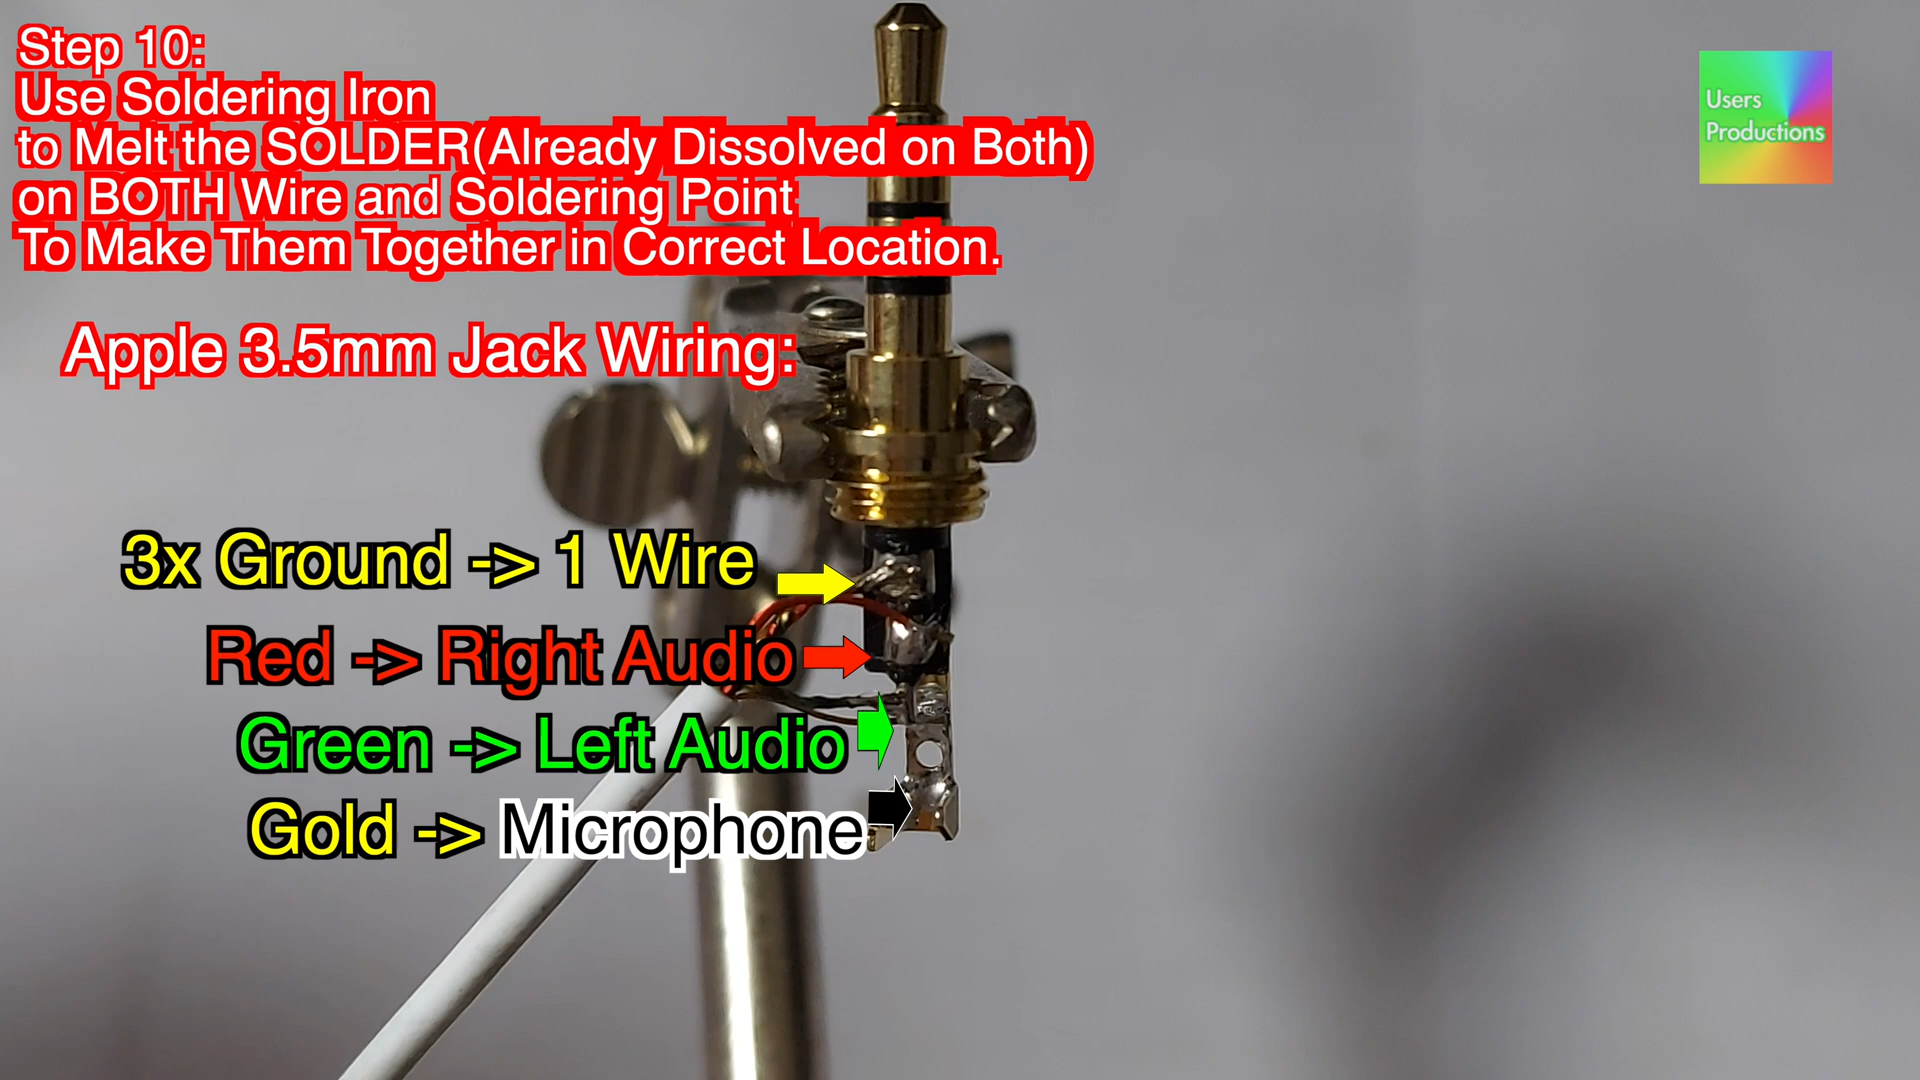 Step 10:
Use Soldering Iron
to Melt the SOLDER(Already Dissolved on Both)
on BOTH Wire and Soldering Point
To Make Them Together in Correct Location.
Users
Productions
Apple 3.5mm Jack Wiring:
3x Ground -> 1 Wire
Red -> Right Audio
Green -> Left Audio
Gold -> Microphone